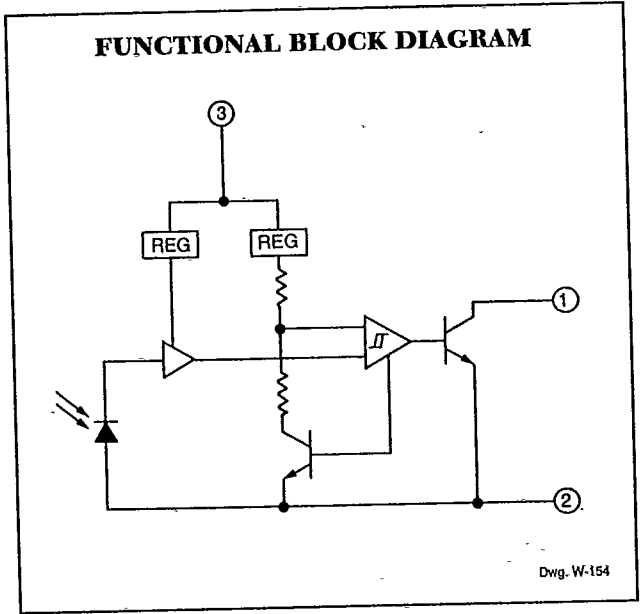 FUNCTIONAL BLOCK DIAGRAM
3
REG
REG
1
2
Dwg. W-154